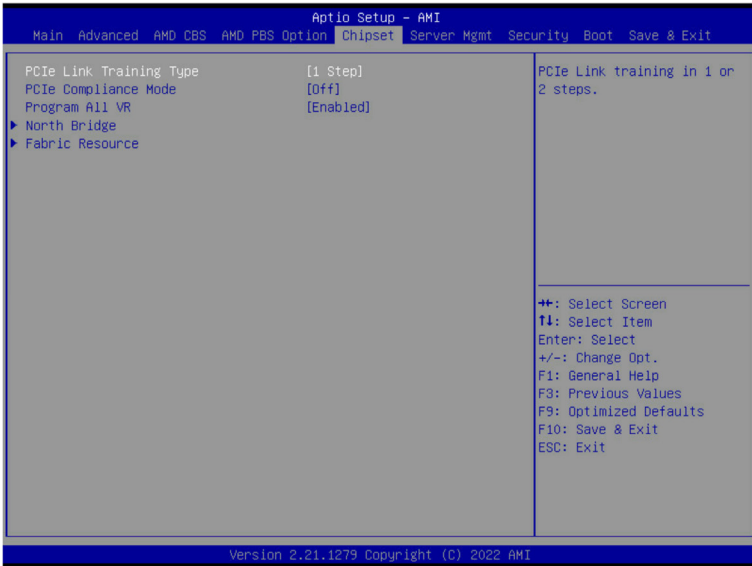 Aptio Setup – AMI
Main Advanced AMD CBS AMD PBS Option Chipset Server Mgmt Security Boot Save & Exit
PCIe Link Training Type [1 Step]
PCIe Compliance Mode [Off]
Program All VR [Enabled]
North Bridge
Fabric Resource
PCIe Link training in 1 or
2 steps.
→←: Select Screen
↑↓: Select Item
Enter: Select
+/-: Change Opt.
F1: General Help
F3: Previous Values
F9: Optimized Defaults
F10: Save & Exit
ESC: Exit
Version 2.21.1279 Copyright (C) 2022 AMI